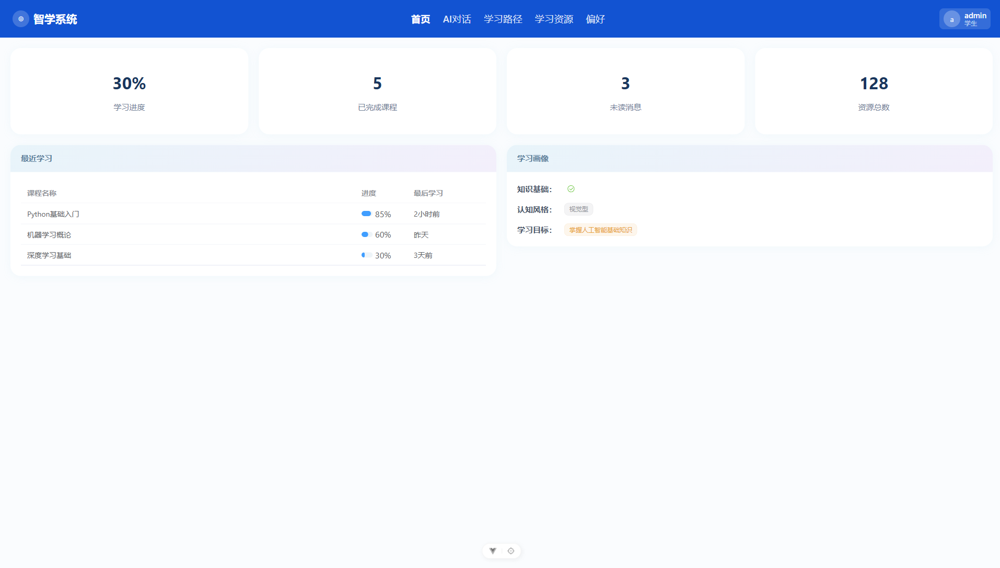 智学系统
首页 AI对话 学习路径 学习资源 偏好
a
admin
学生
30%
学习进度
5
已完成课程
3
未读消息
128
资源总数
最近学习
课程名称 进度 最后学习
Python基础入门 85% 2小时前
机器学习概论 60% 昨天
深度学习基础 30% 3天前
学习画像
知识基础：
认知风格： 视觉型
学习目标： 掌握人工智能基础知识